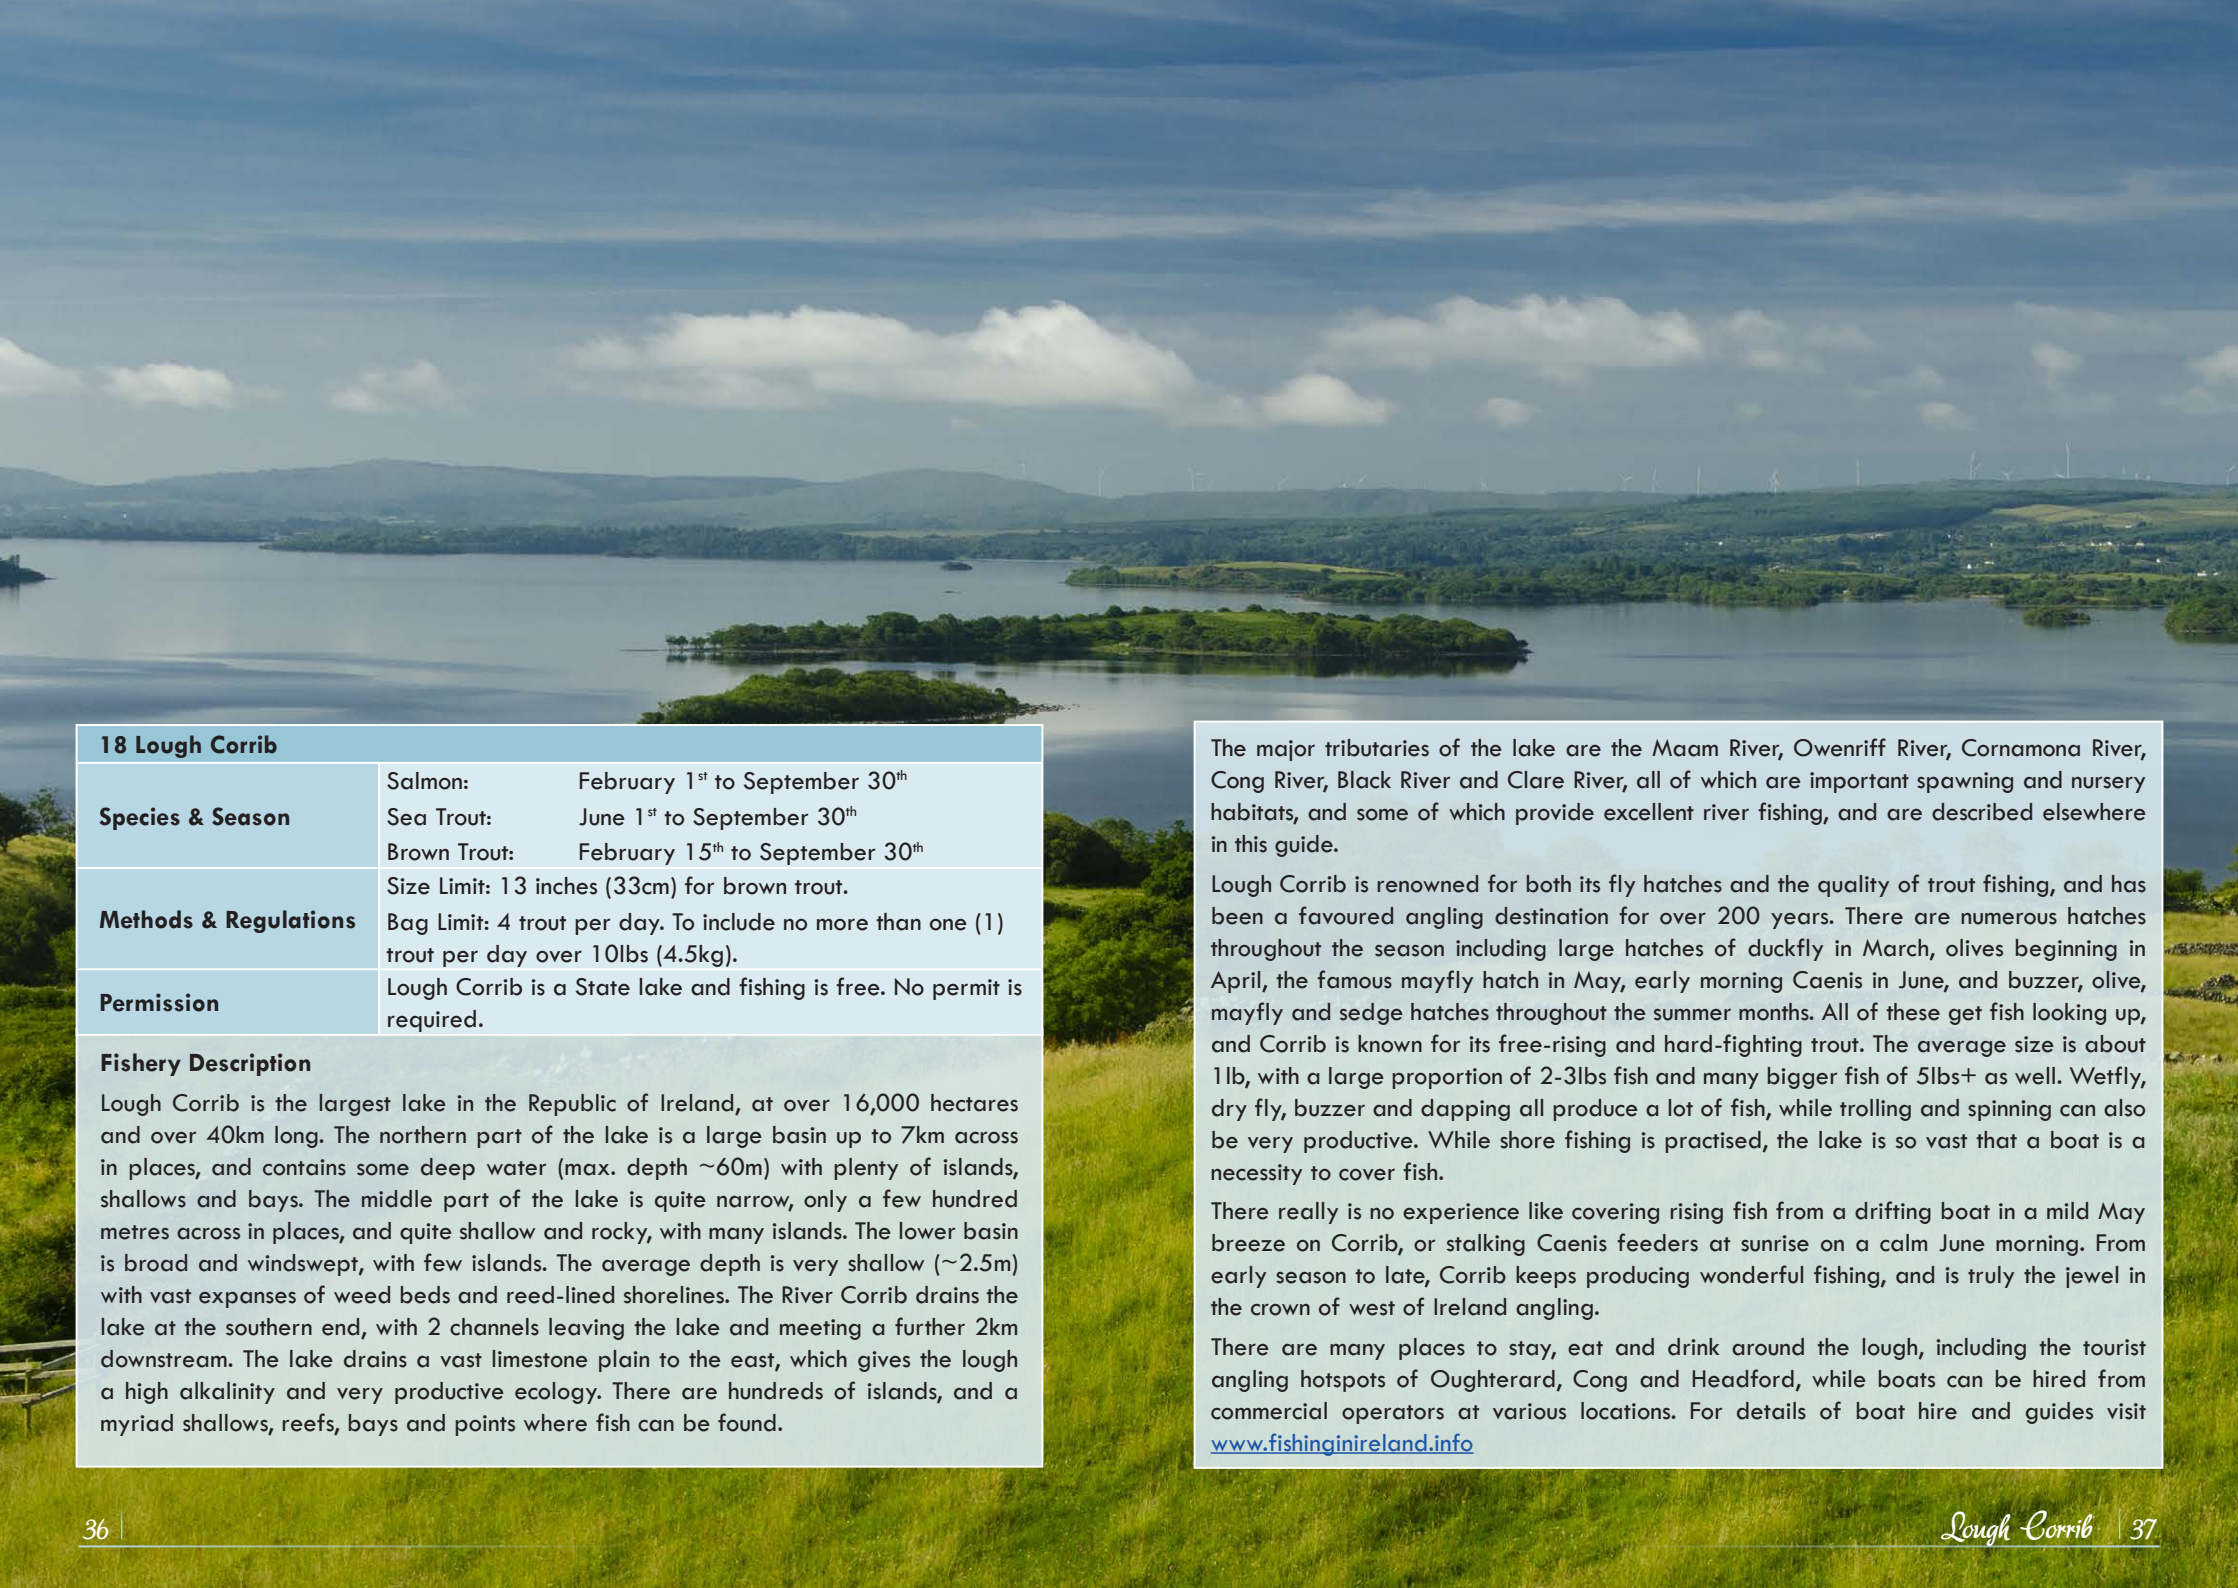 18 Lough Corrib
Species & Season
Salmon: February 1st to September 30th
Sea Trout: June 1st to September 30th
Brown Trout: February 15th to September 30th
Methods & Regulations
Size Limit: 13 inches (33cm) for brown trout.
Bag Limit: 4 trout per day. To include no more than one (1)
trout per day over 10lbs (4.5kg).
Permission
Lough Corrib is a State lake and fishing is free. No permit is
required.
Fishery Description
Lough Corrib is the largest lake in the Republic of Ireland, at over 16,000 hectares
and over 40km long. The northern part of the lake is a large basin up to 7km across
in places, and contains some deep water (max. depth ~60m) with plenty of islands,
shallows and bays. The middle part of the lake is quite narrow, only a few hundred
metres across in places, and quite shallow and rocky, with many islands. The lower basin
is broad and windswept, with few islands. The average depth is very shallow (~2.5m)
with vast expanses of weed beds and reed-lined shorelines. The River Corrib drains the
lake at the southern end, with 2 channels leaving the lake and meeting a further 2km
downstream. The lake drains a vast limestone plain to the east, which gives the lough
a high alkalinity and very productive ecology. There are hundreds of islands, and a
myriad shallows, reefs, bays and points where fish can be found.
The major tributaries of the lake are the Maam River, Owenriff River, Cornamona River,
Cong River, Black River and Clare River, all of which are important spawning and nursery
habitats, and some of which provide excellent river fishing, and are described elsewhere
in this guide.
Lough Corrib is renowned for both its fly hatches and the quality of trout fishing, and has
been a favoured angling destination for over 200 years. There are numerous hatches
throughout the season including large hatches of duckfly in March, olives beginning in
April, the famous mayfly hatch in May, early morning Caenis in June, and buzzer, olive,
mayfly and sedge hatches throughout the summer months. All of these get fish looking up,
and Corrib is known for its free-rising and hard-fighting trout. The average size is about
1lb, with a large proportion of 2-3lbs fish and many bigger fish of 5lbs+ as well. Wetfly,
dry fly, buzzer and dapping all produce a lot of fish, while trolling and spinning can also
be very productive. While shore fishing is practised, the lake is so vast that a boat is a
necessity to cover fish.
There really is no experience like covering rising fish from a drifting boat in a mild May
breeze on Corrib, or stalking Caenis feeders at sunrise on a calm June morning. From
early season to late, Corrib keeps producing wonderful fishing, and is truly the jewel in
the crown of west of Ireland angling.
There are many places to stay, eat and drink around the lough, including the tourist
angling hotspots of Oughterard, Cong and Headford, while boats can be hired from
commercial operators at various locations. For details of boat hire and guides visit
www.fishinginireland.info
36
Lough Corrib 37